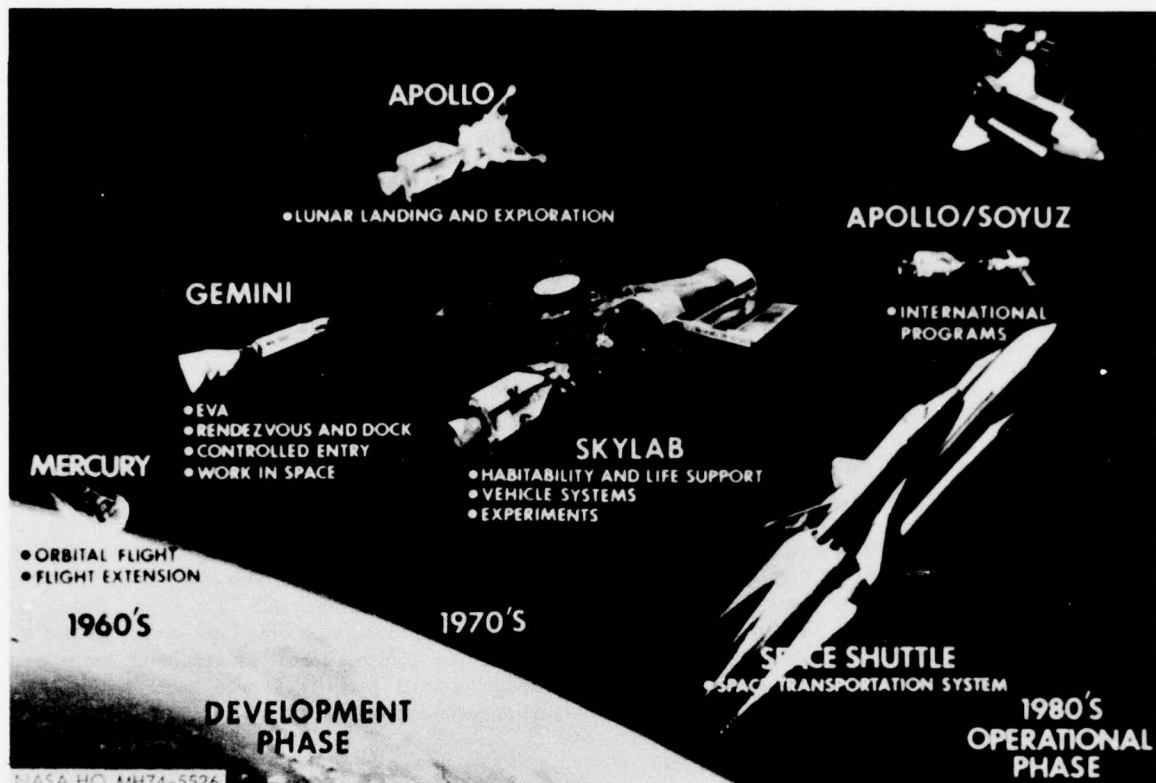 APOLLO
● LUNAR LANDING AND EXPLORATION
APOLLO/SOYUZ
● INTERNATIONAL
PROGRAMS
GEMINI
● EVA
● RENDEZVOUS AND DOCK
● CONTROLLED ENTRY
● WORK IN SPACE
SKYLAB
● HABITABILITY AND LIFE SUPPORT
● VEHICLE SYSTEMS
● EXPERIMENTS
MERCURY
● ORBITAL FLIGHT
● FLIGHT EXTENSION
1960'S
1970'S
SPACE SHUTTLE
● SPACE TRANSPORTATION SYSTEM
DEVELOPMENT
PHASE
1980'S
OPERATIONAL
PHASE
NASA HQ MH74-5526